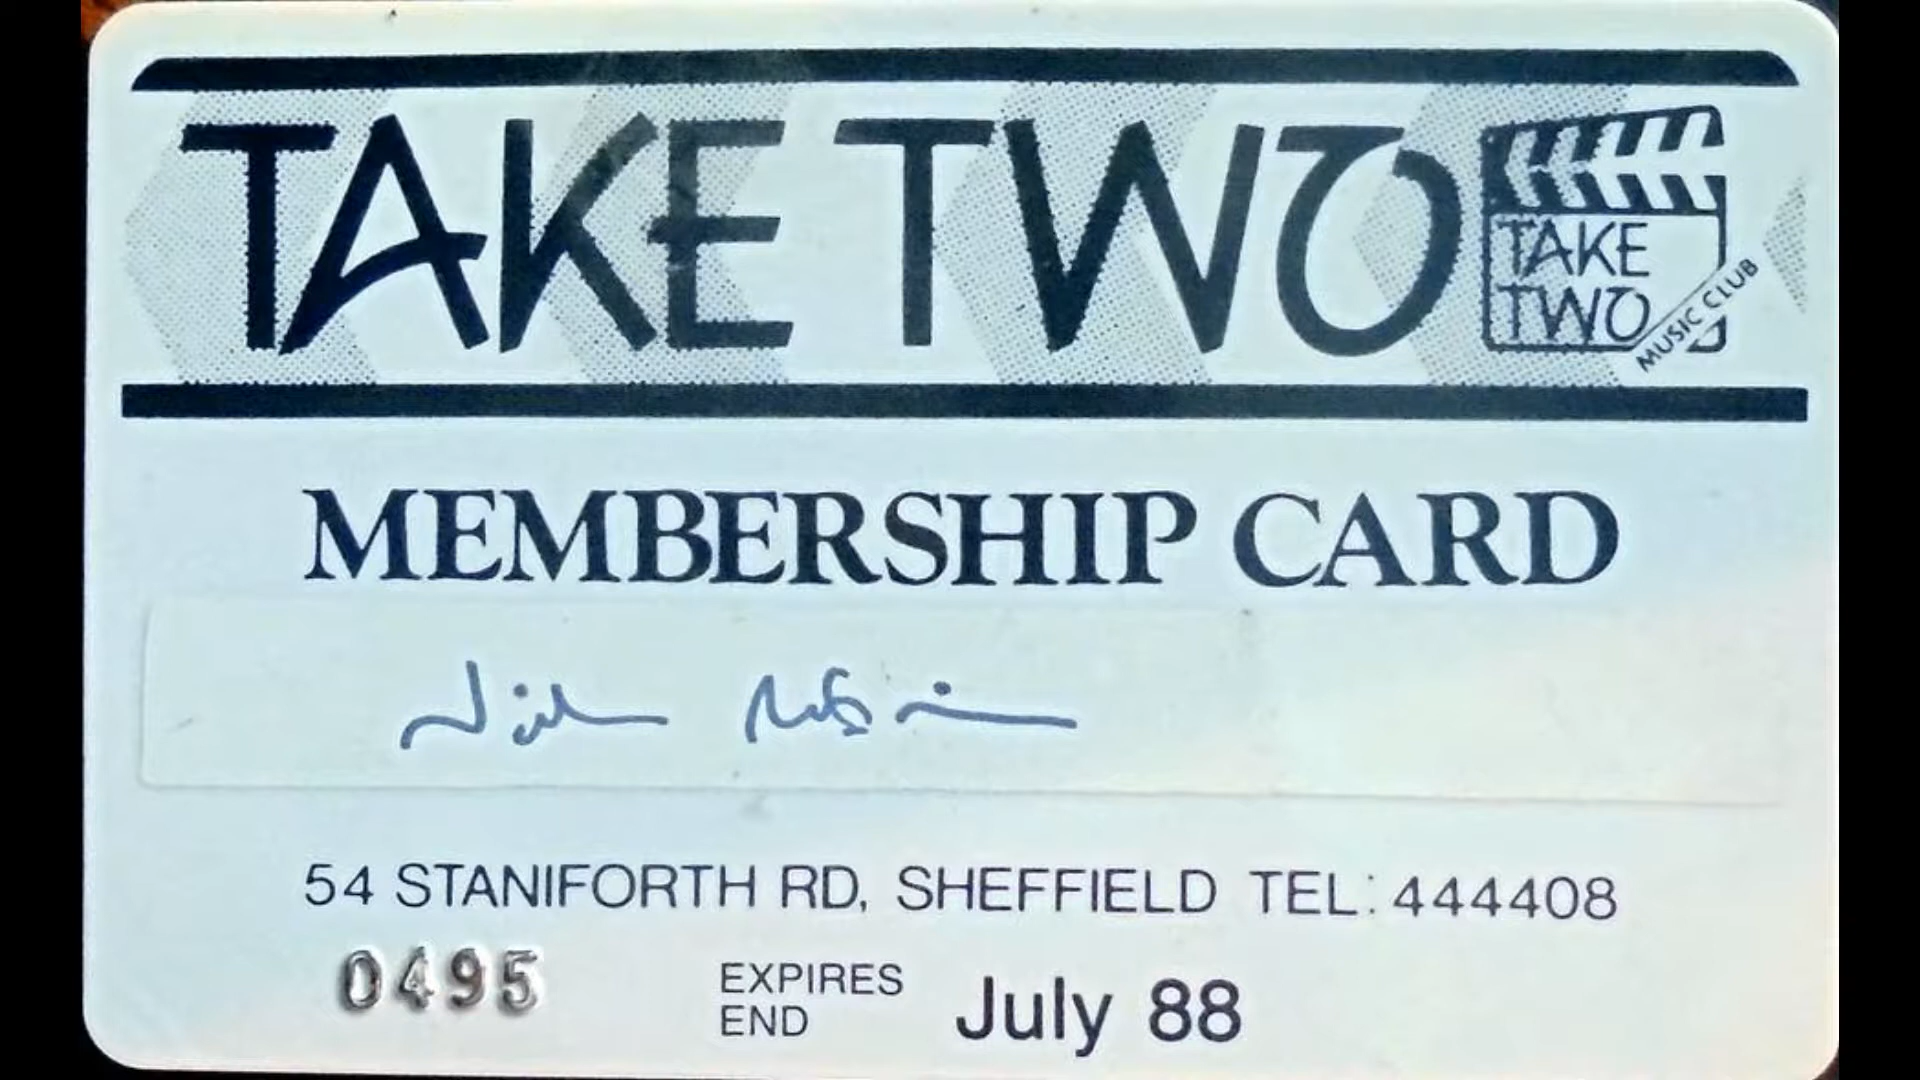 TAKE TWO
TAKE
TWO
MUSIC CLUB
MEMBERSHIP CARD
54 STANIFORTH RD, SHEFFIELD TEL: 444408
0495
EXPIRES
END
July 88